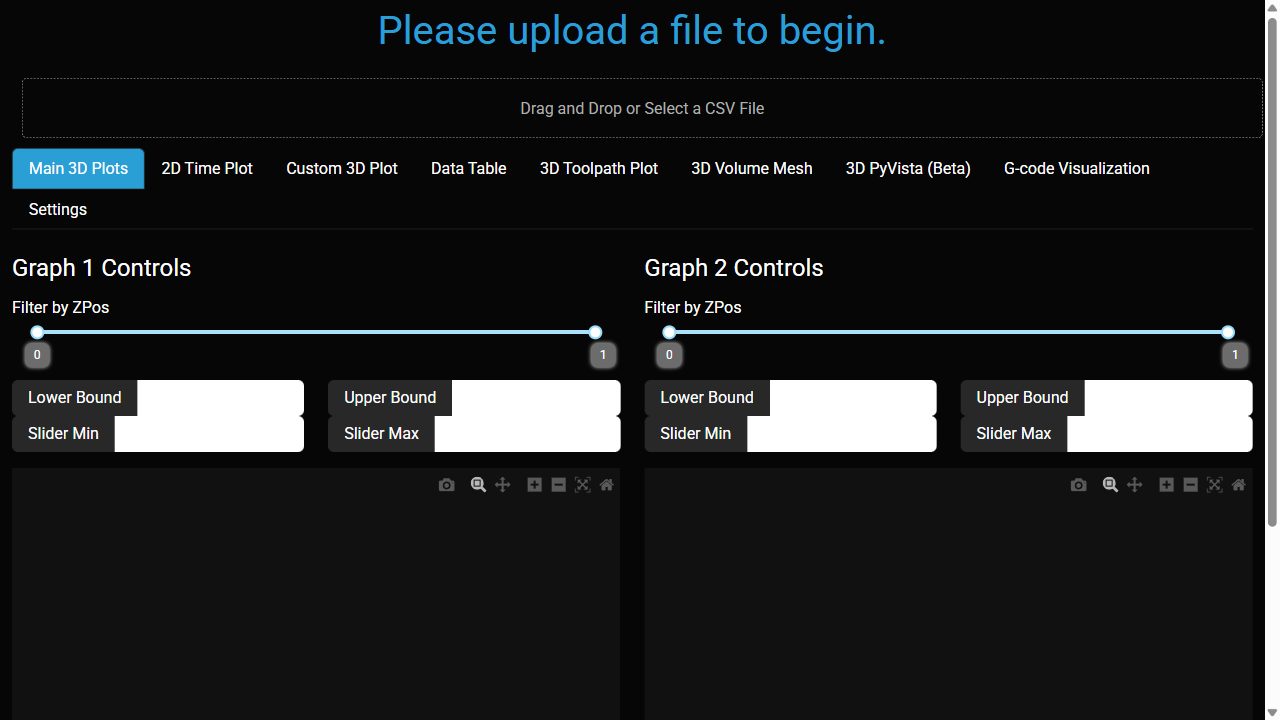 Please upload a file to begin.
Drag and Drop or Select a CSV File
Main 3D Plots 2D Time Plot Custom 3D Plot Data Table 3D Toolpath Plot 3D Volume Mesh 3D PyVista (Beta) G-code Visualization
Settings
Graph 1 Controls
Filter by ZPos
0 1
Lower Bound Upper Bound
Slider Min Slider Max
Graph 2 Controls
Filter by ZPos
0 1
Lower Bound Upper Bound
Slider Min Slider Max